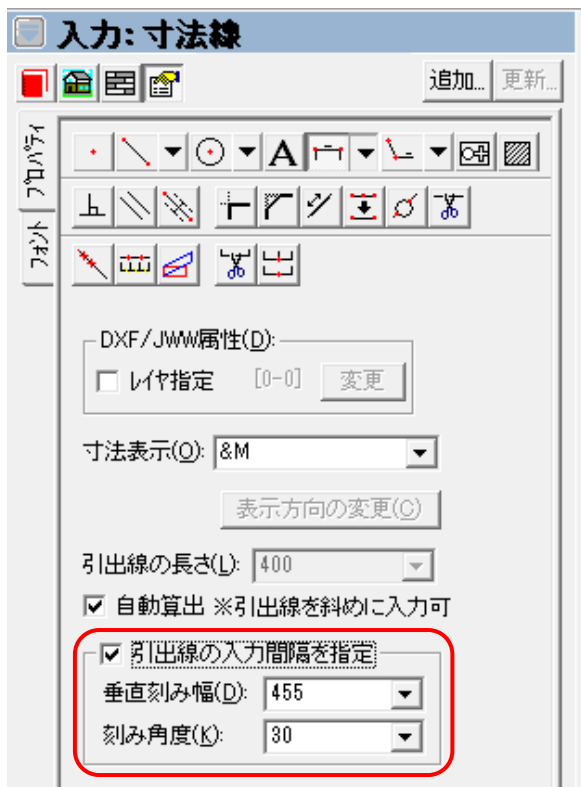 入力: 寸法線
追加... 更新...
プロパティ
フォント
A
DXF/JWW属性(D):
レイヤ指定 [0-0] 変更
寸法表示(O): &M
表示方向の変更(C)
引出線の長さ(L): 400
自動算出 ※引出線を斜めに入力可
引出線の入力間隔を指定
垂直刻み幅(D): 455
刻み角度(K): 30